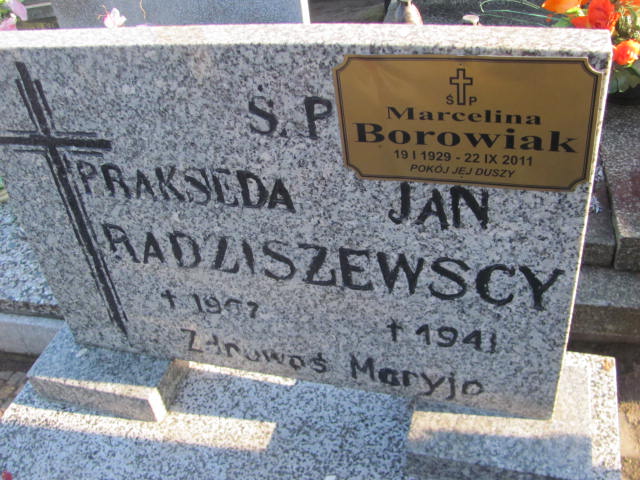 Ś. P
Ś P
Marcelina
Borowiak
19 I 1929 - 22 IX 2011
POKÓJ JEJ DUSZY
PRAKSEDA JAN
RADZISZEWSCY
† 1941
Zdrowaś Maryjo